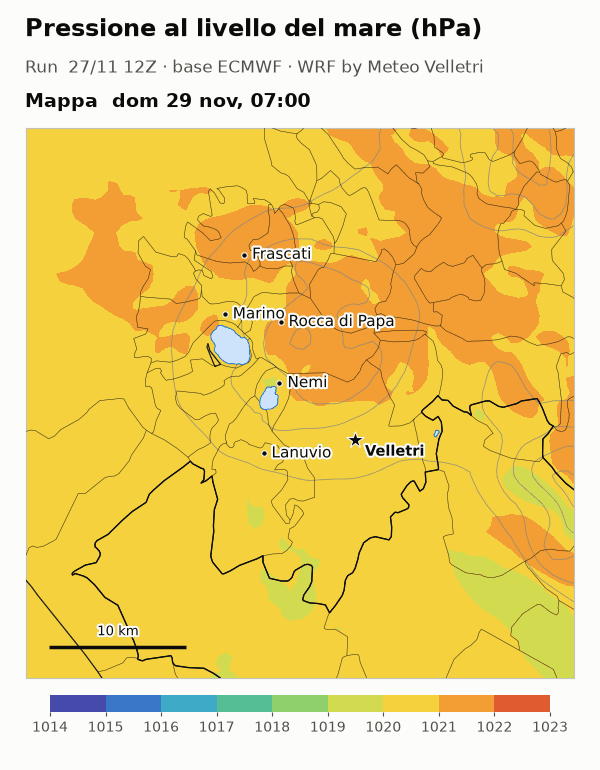 Pressione al livello del mare (hPa)
Run  27/11 12Z · base ECMWF · WRF by Meteo Velletri
Mappa  dom 29 nov, 07:00
Frascati
Marino
Rocca di Papa
Nemi
Velletri
Lanuvio
10 km
1014 1015 1016 1017 1018 1019 1020 1021 1022 1023